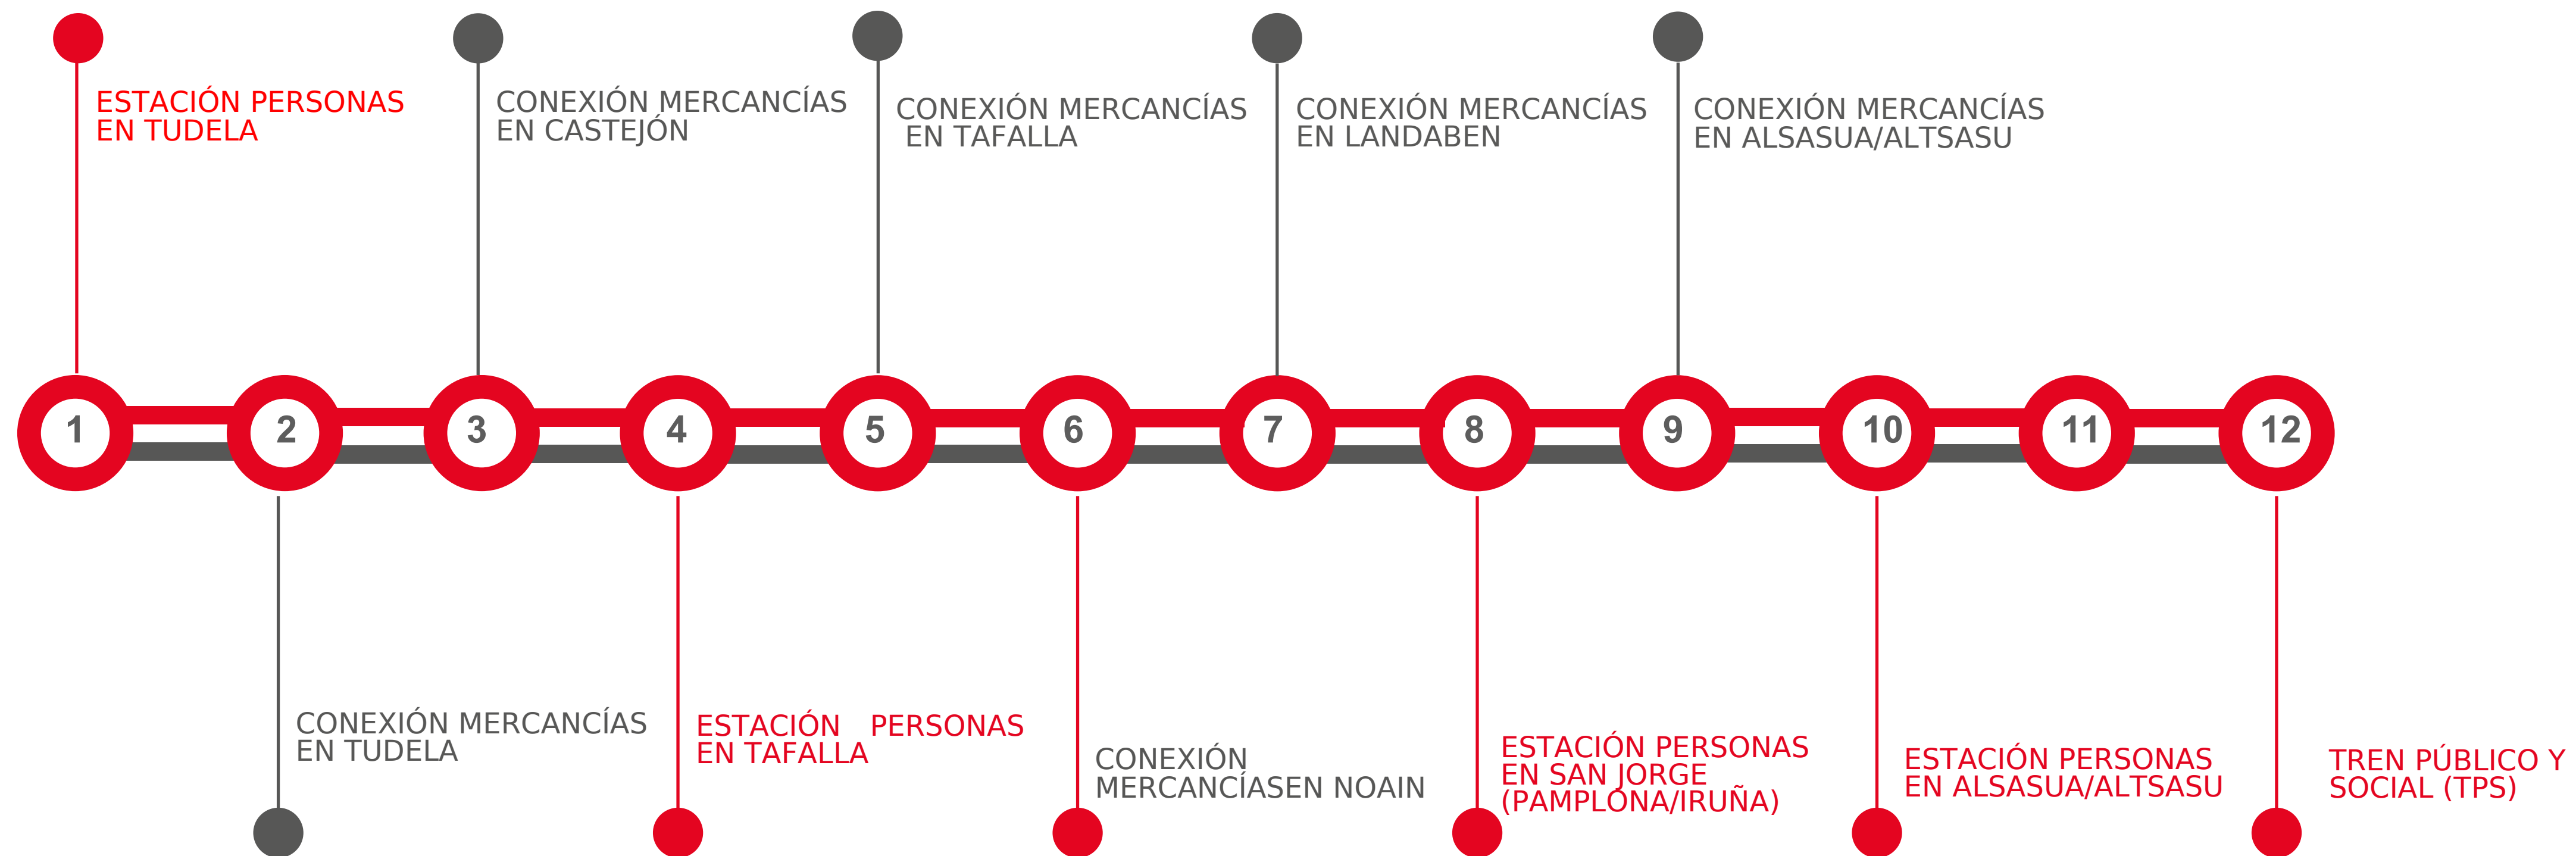 ESTACIÓN PERSONAS
EN TUDELA
CONEXIÓN MERCANCÍAS
EN CASTEJÓN
CONEXIÓN MERCANCÍAS
EN TAFALLA
CONEXIÓN MERCANCÍAS
EN LANDABEN
CONEXIÓN MERCANCÍAS
EN ALSASUA/ALTSASU
1 2 3 4 5 6 7 8 9 10 11 12
CONEXIÓN MERCANCÍAS
EN TUDELA
ESTACIÓN PERSONAS
EN TAFALLA
CONEXIÓN
MERCANCÍASEN NOAIN
ESTACIÓN PERSONAS
EN SAN JORGE
(PAMPLONA/IRUÑA)
ESTACIÓN PERSONAS
EN ALSASUA/ALTSASU
TREN PÚBLICO Y
SOCIAL (TPS)